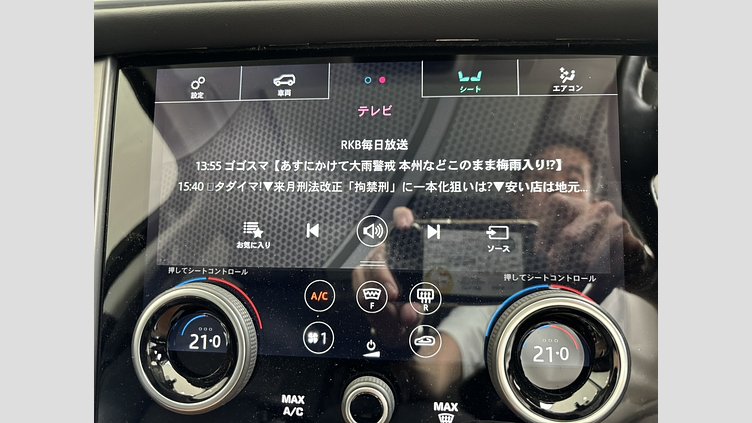 設定
車両
シート
エアコン
テレビ
RKB毎日放送
13:55 ゴゴスマ【あすにかけて大雨警戒 本州などこのまま梅雨入り!?】
15:40 タダイマ!▼来月刑法改正「拘禁刑」に一本化狙いは?▼安い店は地元...
お気に入り
ソース
押してシートコントロール
押してシートコントロール
A/C
F
R
1
21·0
21·0
MAX
A/C
MAX